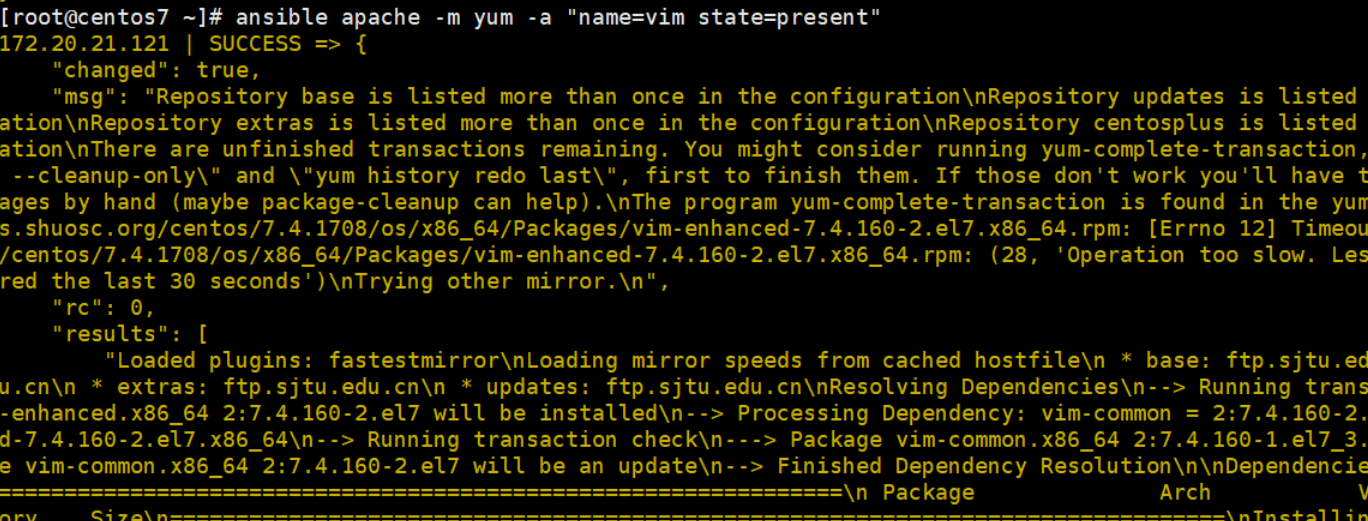 [root@centos7 ~]# ansible apache -m yum -a "name=vim state=present"
172.20.21.121 | SUCCESS => {
    "changed": true,
    "msg": "Repository base is listed more than once in the configuration\nRepository updates is listed
ation\nRepository extras is listed more than once in the configuration\nRepository centosplus is listed
ation\nThere are unfinished transactions remaining. You might consider running yum-complete-transaction,
 --cleanup-only\" and \"yum history redo last\", first to finish them. If those don't work you'll have t
ages by hand (maybe package-cleanup can help).\nThe program yum-complete-transaction is found in the yum
s.shuosc.org/centos/7.4.1708/os/x86_64/Packages/vim-enhanced-7.4.160-2.el7.x86_64.rpm: [Errno 12] Timeou
/centos/7.4.1708/os/x86_64/Packages/vim-enhanced-7.4.160-2.el7.x86_64.rpm: (28, 'Operation too slow. Les
red the last 30 seconds')\nTrying other mirror.\n",
    "rc": 0,
    "results": [
        "Loaded plugins: fastestmirror\nLoading mirror speeds from cached hostfile\n * base: ftp.sjtu.ed
u.cn\n * extras: ftp.sjtu.edu.cn\n * updates: ftp.sjtu.edu.cn\nResolving Dependencies\n--> Running trans
-enhanced.x86_64 2:7.4.160-2.el7 will be installed\n--> Processing Dependency: vim-common = 2:7.4.160-2.
d-7.4.160-2.el7.x86_64\n--> Running transaction check\n---> Package vim-common.x86_64 2:7.4.160-1.el7_3.
e vim-common.x86_64 2:7.4.160-2.el7 will be an update\n--> Finished Dependency Resolution\n\nDependencie
================================================================\n Package              Arch           V
ory    Size\n================================================================================\nInstallin